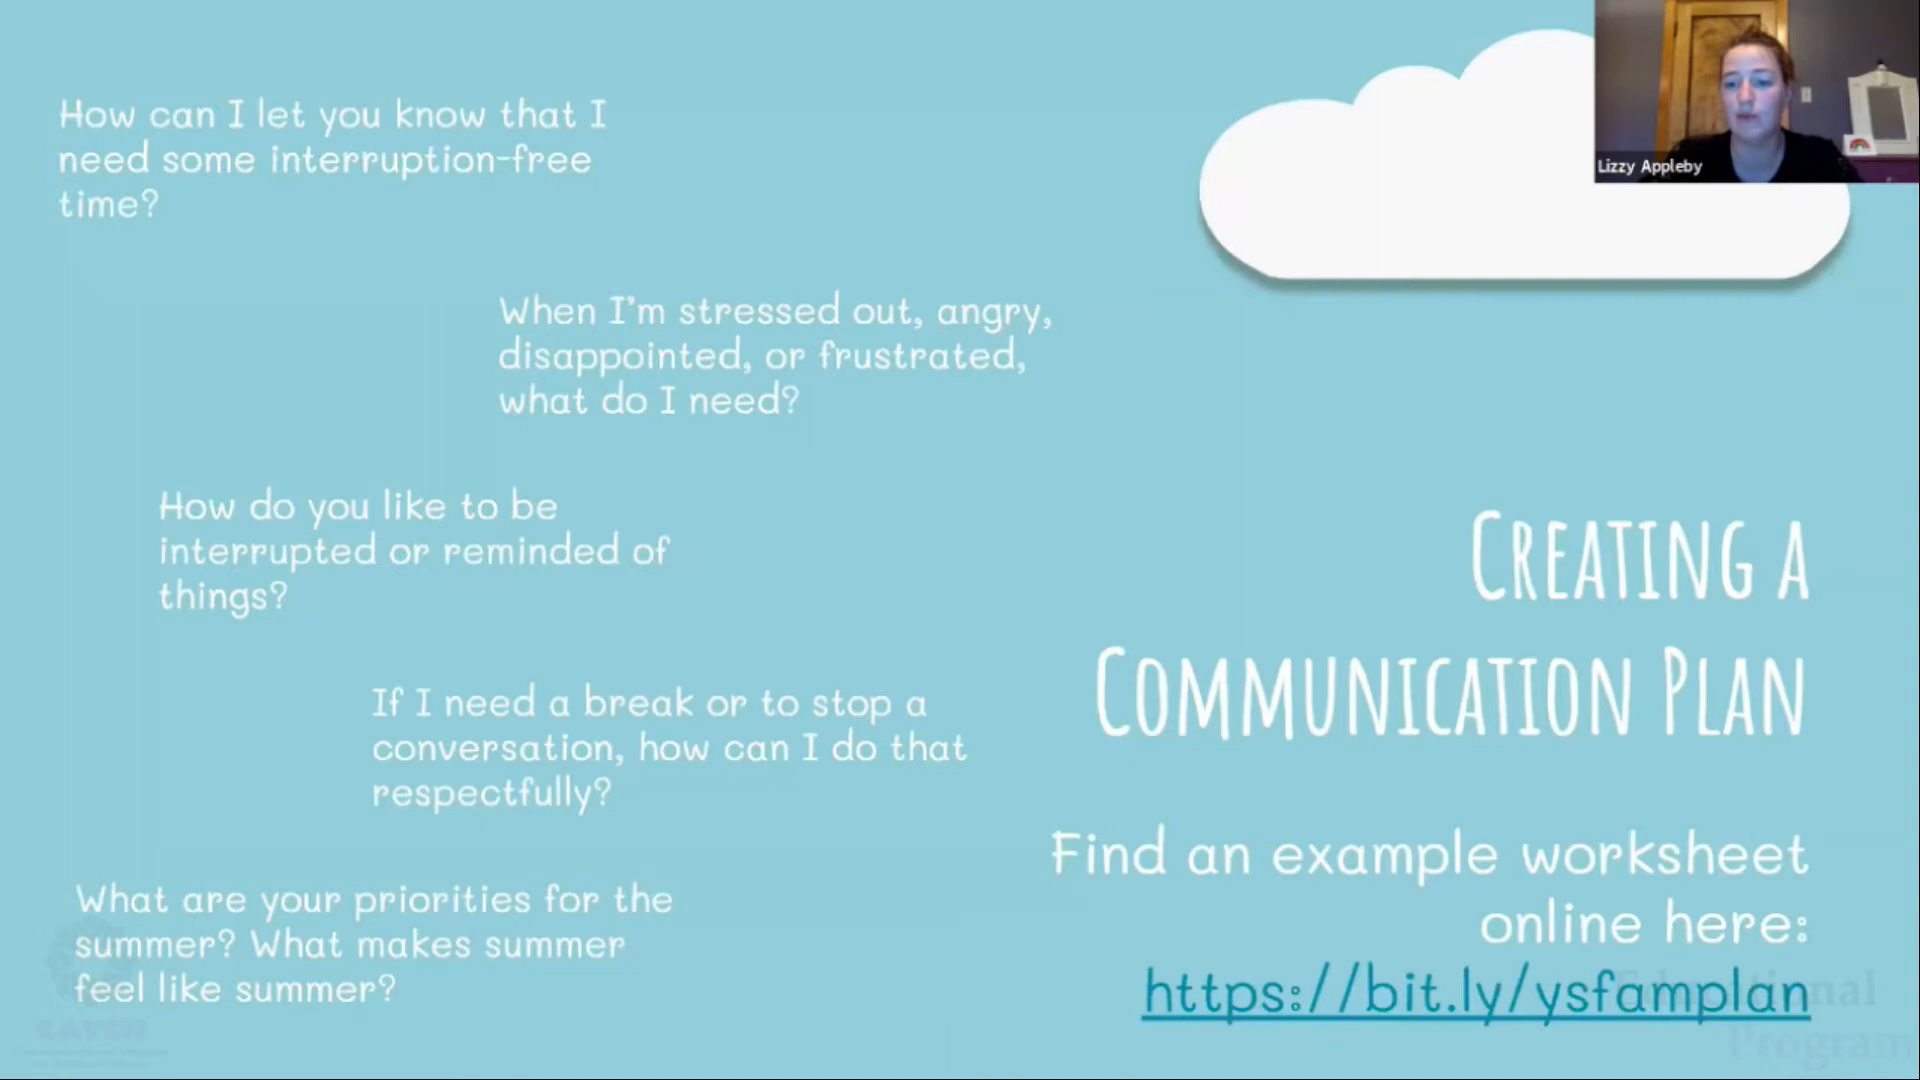 How can I let you know that I
need some interruption-free
time?
When I'm stressed out, angry,
disappointed, or frustrated,
what do I need?
How do you like to be
interrupted or reminded of
things?
If I need a break or to stop a
conversation, how can I do that
respectfully?
What are your priorities for the
summer? What makes summer
feel like summer?
Lizzy Appleby
CREATING A
COMMUNICATION PLAN
Find an example worksheet
online here:
https://bit.ly/ysfamplan
CATCH
Educational
Program